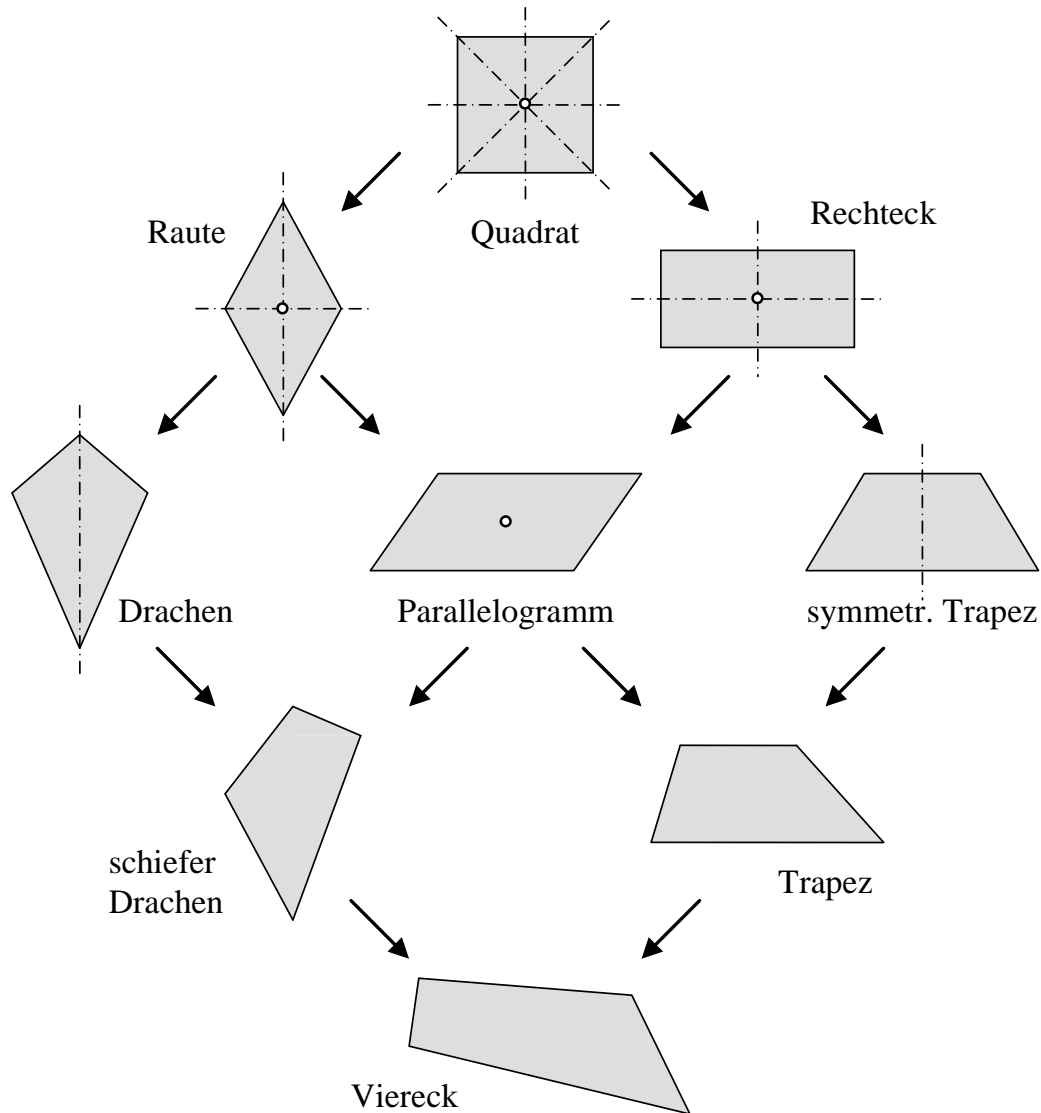 Rechteck
Raute
Quadrat
Drachen
Parallelogramm
symmetr. Trapez
schiefer
Drachen
Trapez
Viereck